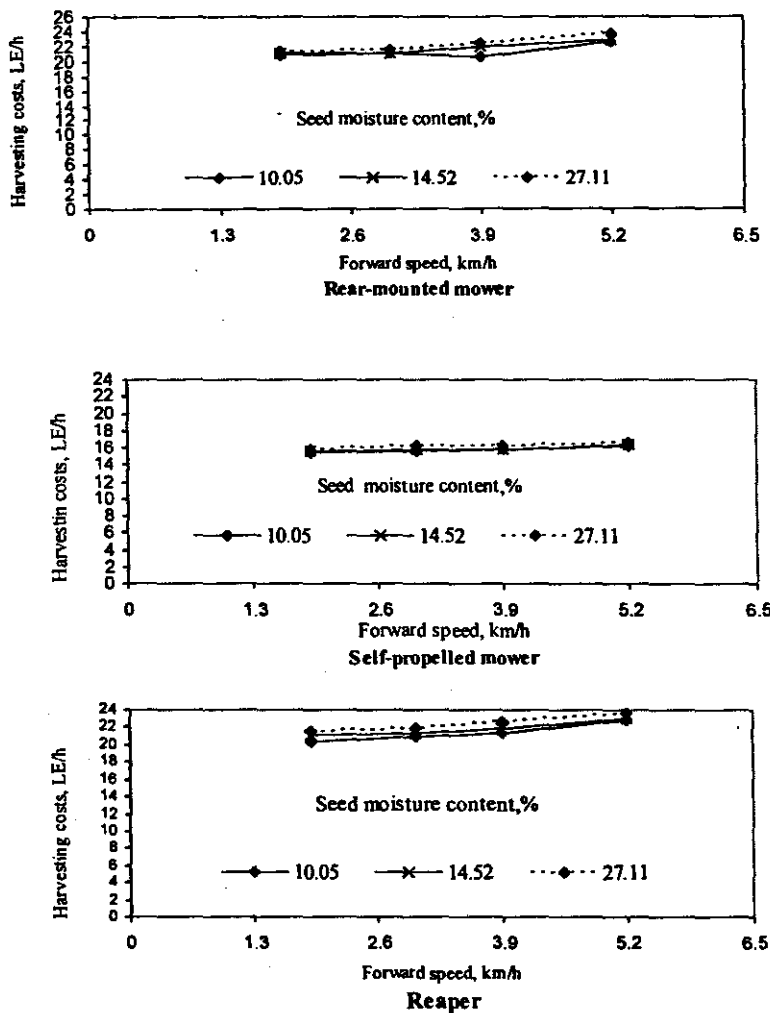 Harvesting costs, LE/h
26
24
22
20
18
16
14
12
10
8
6
4
2
0
Seed moisture content,%
10.05 14.52 27.11
0 1.3 2.6 3.9 5.2 6.5
Forward speed, km/h
Rear-mounted mower
Harvestin costs, LE/h
24
22
20
18
16
14
12
10
8
6
4
2
0
Seed moisture content,%
10.05 14.52 27.11
0 1.3 2.6 3.9 5.2 6.5
Forward speed, km/h
Self-propelled mower
Harvesting costs, LE/h
24
22
20
18
16
14
12
10
8
6
4
2
0
Seed moisture content,%
10.05 14.52 27.11
0 1.3 2.6 3.9 5.2 6.5
Forward speed, km/h
Reaper